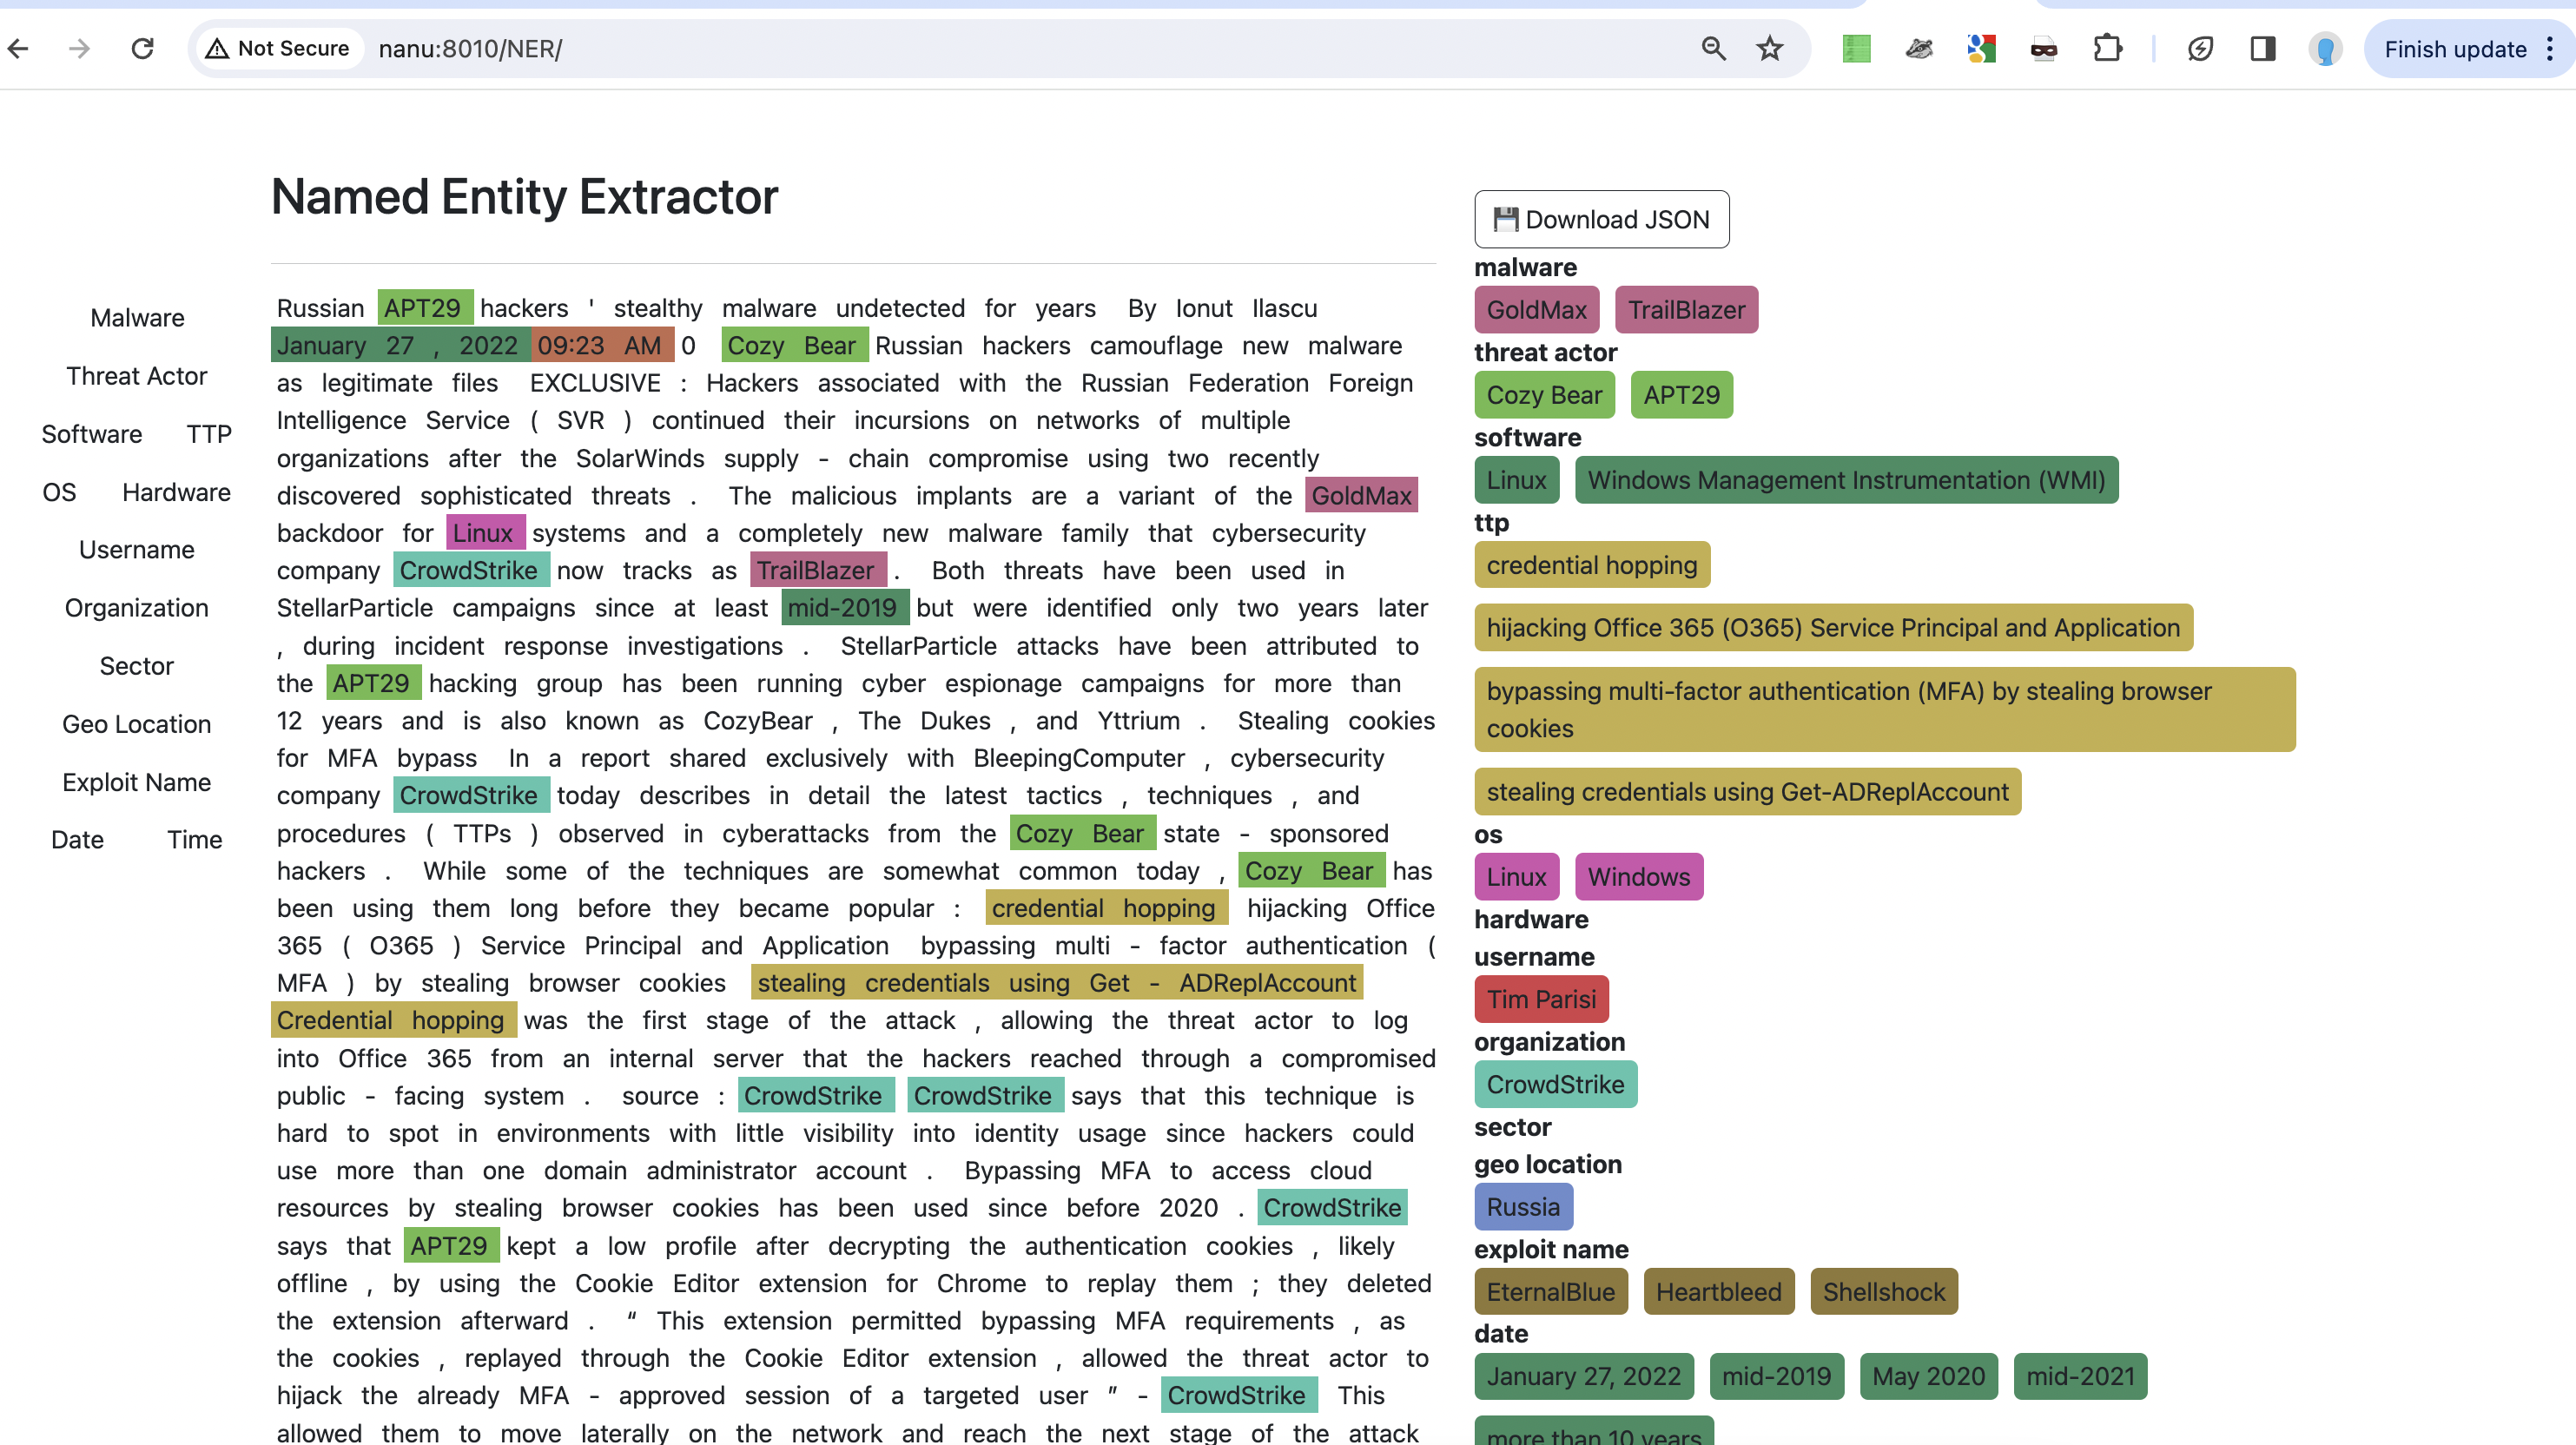 Not Secure nanu:8010/NER/ Finish update
Named Entity Extractor
Malware
Threat Actor
Software TTP
OS Hardware
Username
Organization
Sector
Geo Location
Exploit Name
Date Time
Russian APT29 hackers ' stealthy malware undetected for years By Ionut Ilascu
January 27 , 2022 09:23 AM 0 Cozy Bear Russian hackers camouflage new malware
as legitimate files EXCLUSIVE : Hackers associated with the Russian Federation Foreign
Intelligence Service ( SVR ) continued their incursions on networks of multiple
organizations after the SolarWinds supply - chain compromise using two recently
discovered sophisticated threats . The malicious implants are a variant of the GoldMax
backdoor for Linux systems and a completely new malware family that cybersecurity
company CrowdStrike now tracks as TrailBlazer . Both threats have been used in
StellarParticle campaigns since at least mid-2019 but were identified only two years later
, during incident response investigations . StellarParticle attacks have been attributed to
the APT29 hacking group has been running cyber espionage campaigns for more than
12 years and is also known as CozyBear , The Dukes , and Yttrium . Stealing cookies
for MFA bypass In a report shared exclusively with BleepingComputer , cybersecurity
company CrowdStrike today describes in detail the latest tactics , techniques , and
procedures ( TTPs ) observed in cyberattacks from the Cozy Bear state - sponsored
hackers . While some of the techniques are somewhat common today , Cozy Bear has
been using them long before they became popular : credential hopping hijacking Office
365 ( O365 ) Service Principal and Application bypassing multi - factor authentication (
MFA ) by stealing browser cookies stealing credentials using Get - ADReplAccount
Credential hopping was the first stage of the attack , allowing the threat actor to log
into Office 365 from an internal server that the hackers reached through a compromised
public - facing system . source : CrowdStrike CrowdStrike says that this technique is
hard to spot in environments with little visibility into identity usage since hackers could
use more than one domain administrator account . Bypassing MFA to access cloud
resources by stealing browser cookies has been used since before 2020 . CrowdStrike
says that APT29 kept a low profile after decrypting the authentication cookies , likely
offline , by using the Cookie Editor extension for Chrome to replay them ; they deleted
the extension afterward . “ This extension permitted bypassing MFA requirements , as
the cookies , replayed through the Cookie Editor extension , allowed the threat actor to
hijack the already MFA - approved session of a targeted user ” - CrowdStrike This
allowed them to move laterally on the network and reach the next stage of the attack
Download JSON
malware
GoldMax TrailBlazer
threat actor
Cozy Bear APT29
software
Linux Windows Management Instrumentation (WMI)
ttp
credential hopping
hijacking Office 365 (O365) Service Principal and Application
bypassing multi-factor authentication (MFA) by stealing browser
cookies
stealing credentials using Get-ADReplAccount
os
Linux Windows
hardware
username
Tim Parisi
organization
CrowdStrike
sector
geo location
Russia
exploit name
EternalBlue Heartbleed Shellshock
date
January 27, 2022 mid-2019 May 2020 mid-2021
more than 10 years